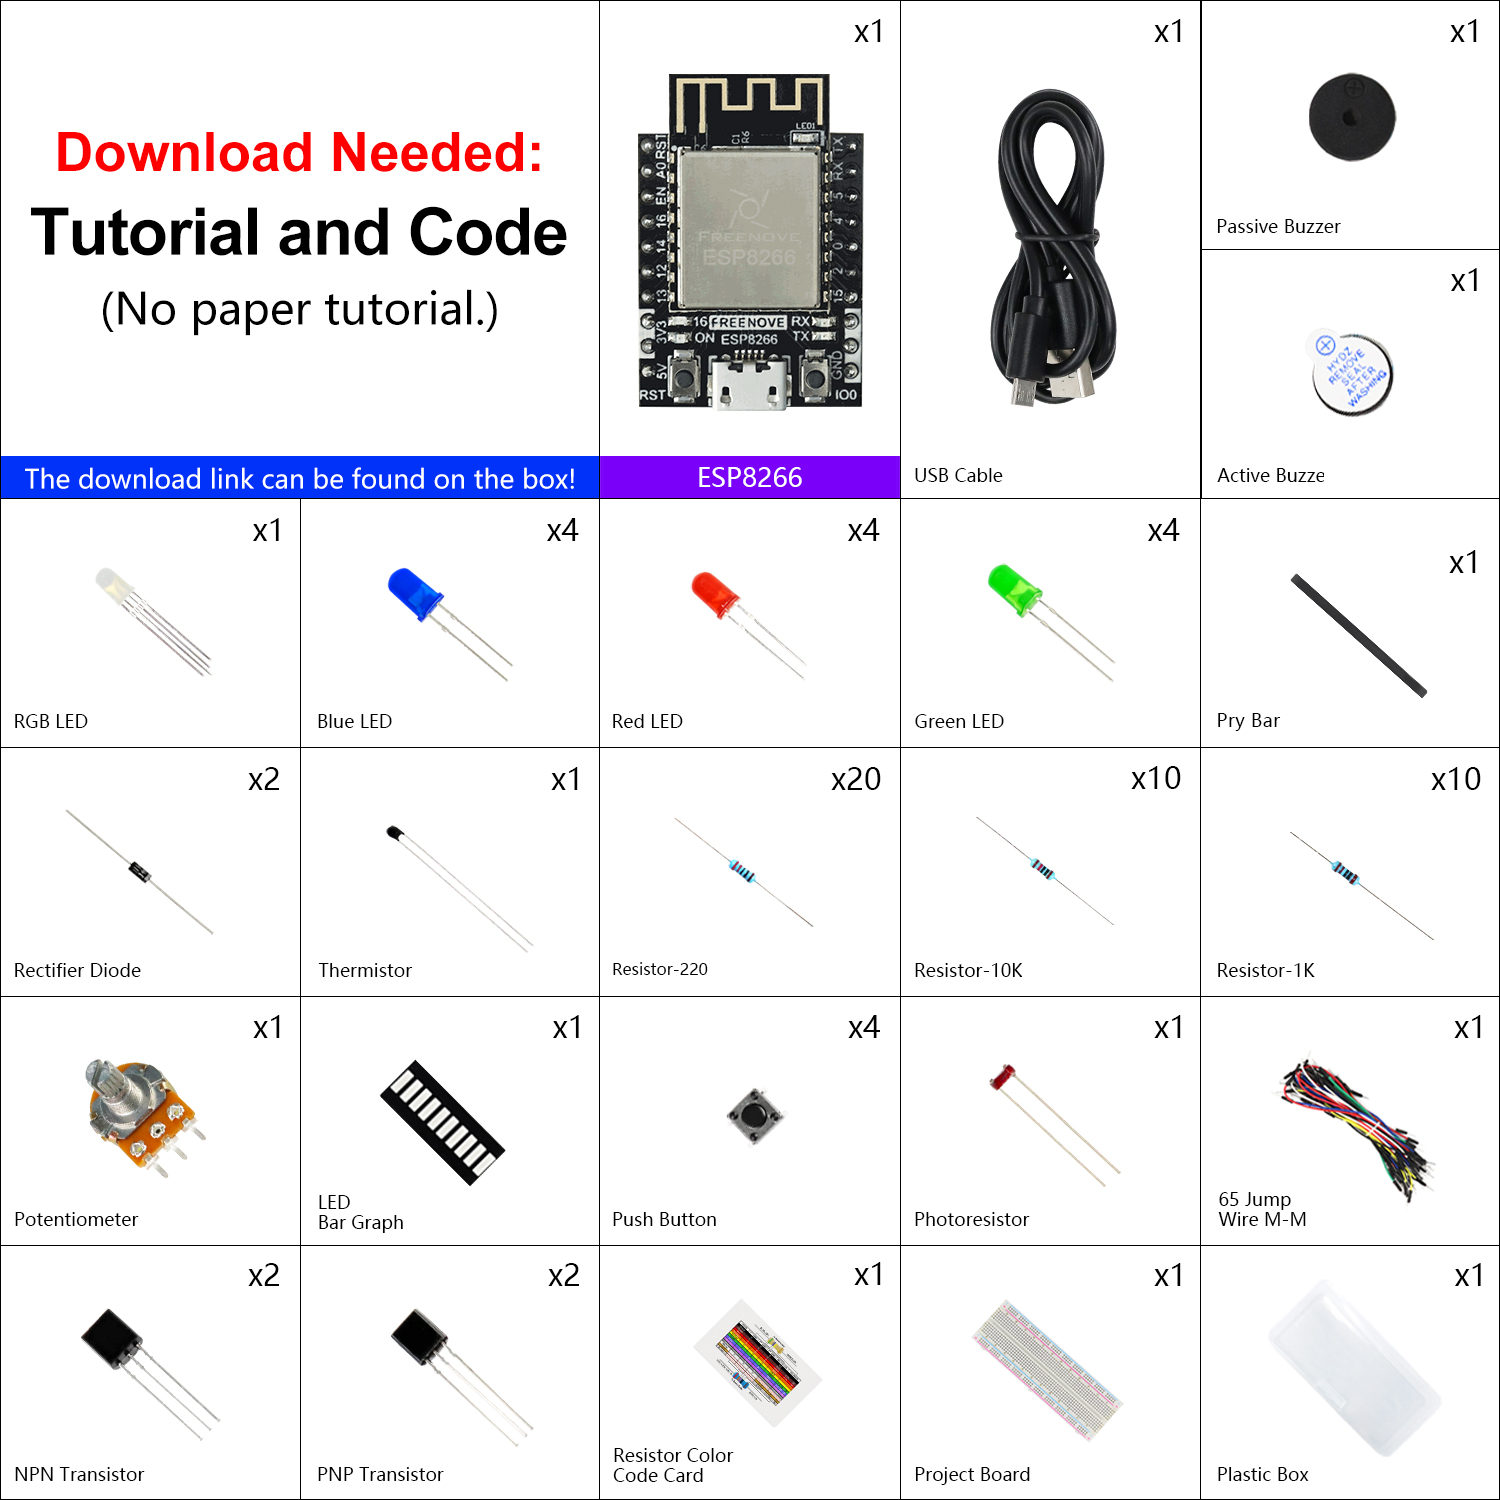 Download Needed:
Tutorial and Code
(No paper tutorial.)
The download link can be found on the box!
x1
LED1
C1
R6
RST
A0
EN
16
14
12
13
3V3
5V
TX
RX
5
4
0
2
15
GND
FREENOVE
ESP8266
16 FREENOVE RX
ON ESP8266 TX
RST
IO0
ESP8266
x1
USB Cable
x1
Passive Buzzer
x1
HYDZ
REMOVE
SEAL
AFTER
WASHING
Active Buzze
x1
RGB LED
x4
Blue LED
x4
Red LED
x4
Green LED
x1
Pry Bar
x2
Rectifier Diode
x1
Thermistor
x20
Resistor-220
x10
Resistor-10K
x10
Resistor-1K
x1
Potentiometer
x1
LED
Bar Graph
x4
Push Button
x1
Photoresistor
x1
65 Jump
Wire M-M
x2
NPN Transistor
x2
PNP Transistor
x1
Resistor Color
Code Card
x1
Project Board
x1
Plastic Box